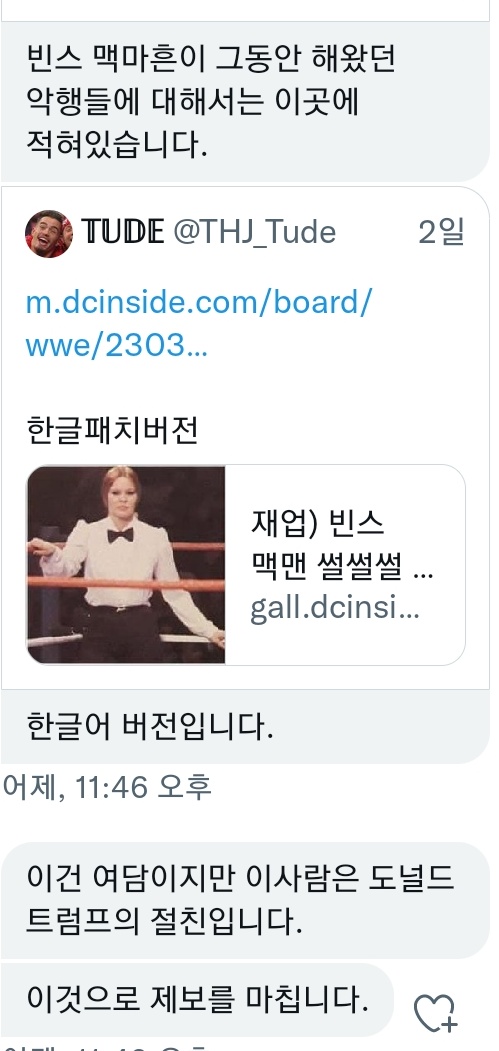 빈스 맥마흔이 그동안 해왔던
악행들에 대해서는 이곳에
적혀있습니다.
TUDE @THJ_Tude 2일
m.dcinside.com/board/
wwe/2303...
한글패치버전
재업) 빈스
맥맨 썰썰썰 ...
gall.dcinsi...
한글어 버전입니다.
어제, 11:46 오후
이건 여담이지만 이사람은 도널드
트럼프의 절친입니다.
이것으로 제보를 마칩니다.